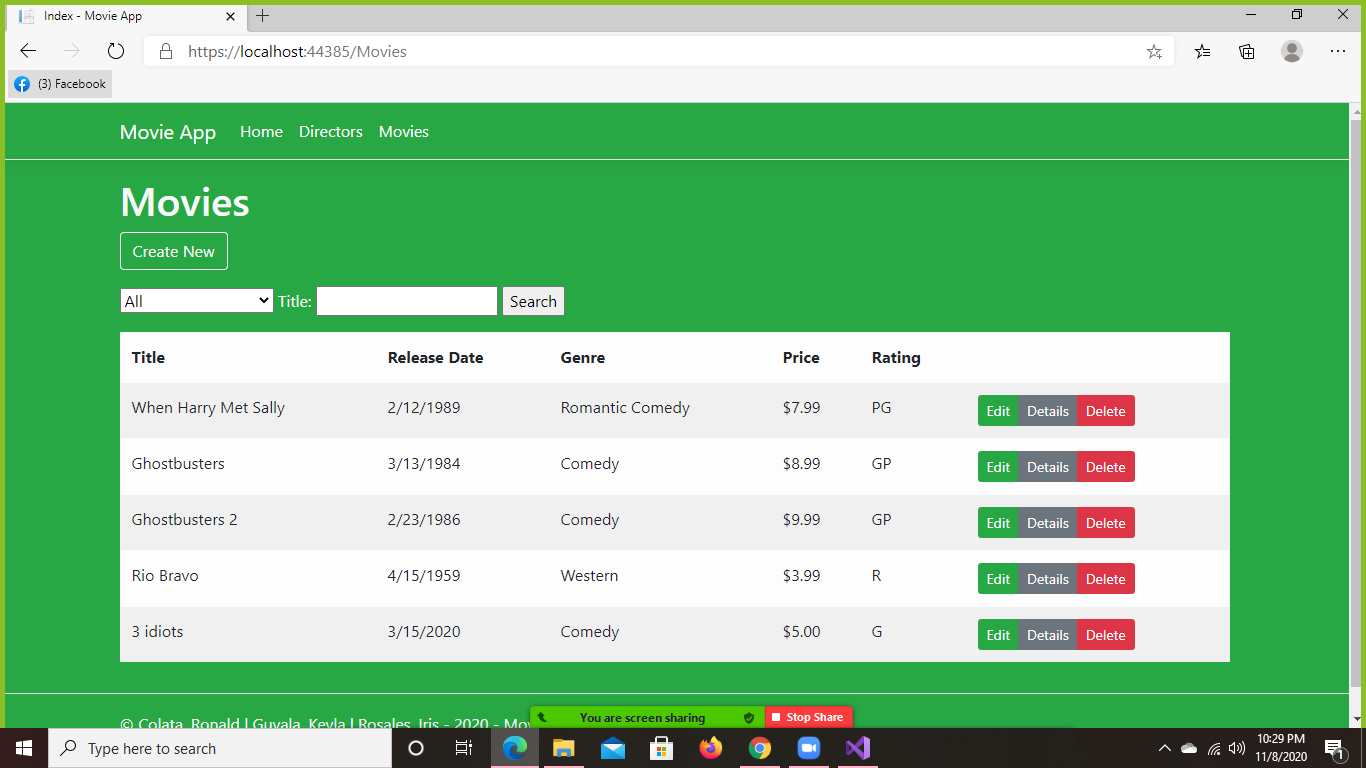 Index - Movie App
https://localhost:44385/Movies
(3) Facebook
Movie App Home Directors Movies
Movies
Create New
All Title: Search
Title Release Date Genre Price Rating
When Harry Met Sally 2/12/1989 Romantic Comedy $7.99 PG Edit Details Delete
Ghostbusters 3/13/1984 Comedy $8.99 GP Edit Details Delete
Ghostbusters 2 2/23/1986 Comedy $9.99 GP Edit Details Delete
Rio Bravo 4/15/1959 Western $3.99 R Edit Details Delete
3 idiots 3/15/2020 Comedy $5.00 G Edit Details Delete
© Colata, Ronald | Guyala, Keyla | Rosales, Iris - 2020 -
You are screen sharing Stop Share
Type here to search
10:29 PM
11/8/2020
1